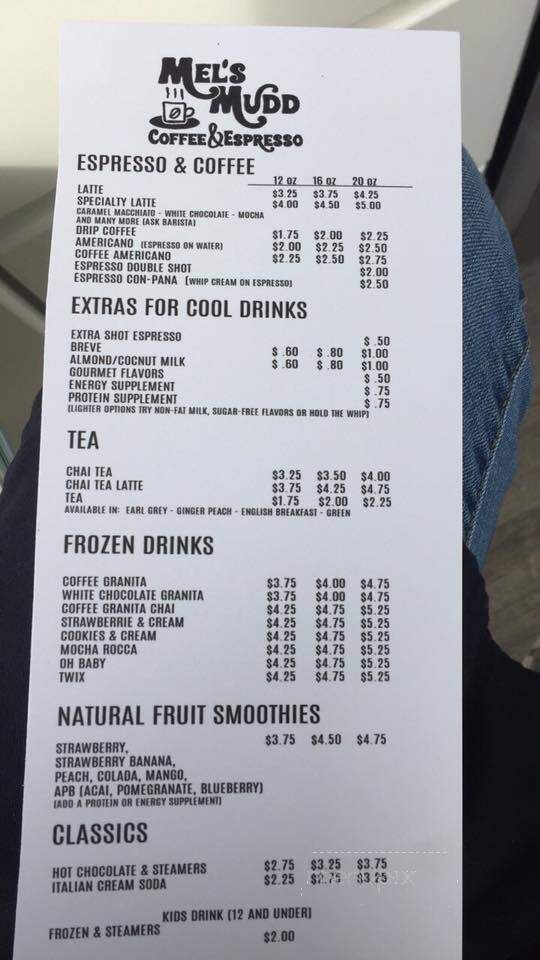 MEL'S
MUDD
COFFEE & ESPRESSO
ESPRESSO & COFFEE
12 OZ 16 OZ 20 OZ
LATTE $3.25 $3.75 $4.25
SPECIALTY LATTE $4.00 $4.50 $5.00
CARAMEL MACCHIATO - WHITE CHOCOLATE - MOCHA
AND MANY MORE (ASK BARISTA)
DRIP COFFEE $1.75 $2.00 $2.25
AMERICANO (ESPRESSO ON WATER) $2.00 $2.25 $2.50
COFFEE AMERICANO $2.25 $2.50 $2.75
ESPRESSO DOUBLE SHOT $2.00
ESPRESSO CON-PANA (WHIP CREAM ON ESPRESSO) $2.50
EXTRAS FOR COOL DRINKS
EXTRA SHOT ESPRESSO $ .50
BREVE $ .60 $ .80 $1.00
ALMOND/COCNUT MILK $ .60 $ .80 $1.00
GOURMET FLAVORS $ .50
ENERGY SUPPLEMENT $ .75
PROTEIN SUPPLEMENT $ .75
(LIGHTER OPTIONS TRY NON-FAT MILK, SUGAR-FREE FLAVORS OR HOLD THE WHIP)
TEA
CHAI TEA $3.25 $3.50 $4.00
CHAI TEA LATTE $3.75 $4.25 $4.75
TEA $1.75 $2.00 $2.25
AVAILABLE IN: EARL GREY - GINGER PEACH - ENGLISH BREAKFAST - GREEN
FROZEN DRINKS
COFFEE GRANITA $3.75 $4.00 $4.75
WHITE CHOCOLATE GRANITA $3.75 $4.00 $4.75
COFFEE GRANITA CHAI $4.25 $4.75 $5.25
STRAWBERRIE & CREAM $4.25 $4.75 $5.25
COOKIES & CREAM $4.25 $4.75 $5.25
MOCHA ROCCA $4.25 $4.75 $5.25
OH BABY $4.25 $4.75 $5.25
TWIX $4.25 $4.75 $5.25
NATURAL FRUIT SMOOTHIES
STRAWBERRY, $3.75 $4.50 $4.75
STRAWBERRY BANANA,
PEACH, COLADA, MANGO,
APB (ACAI, POMEGRANATE, BLUEBERRY)
(ADD A PROTEIN OR ENERGY SUPPLEMENT)
CLASSICS
HOT CHOCOLATE & STEAMERS $2.75 $3.25 $3.75
ITALIAN CREAM SODA $2.25 $2.75 $3.25
KIDS DRINK (12 AND UNDER)
FROZEN & STEAMERS $2.00